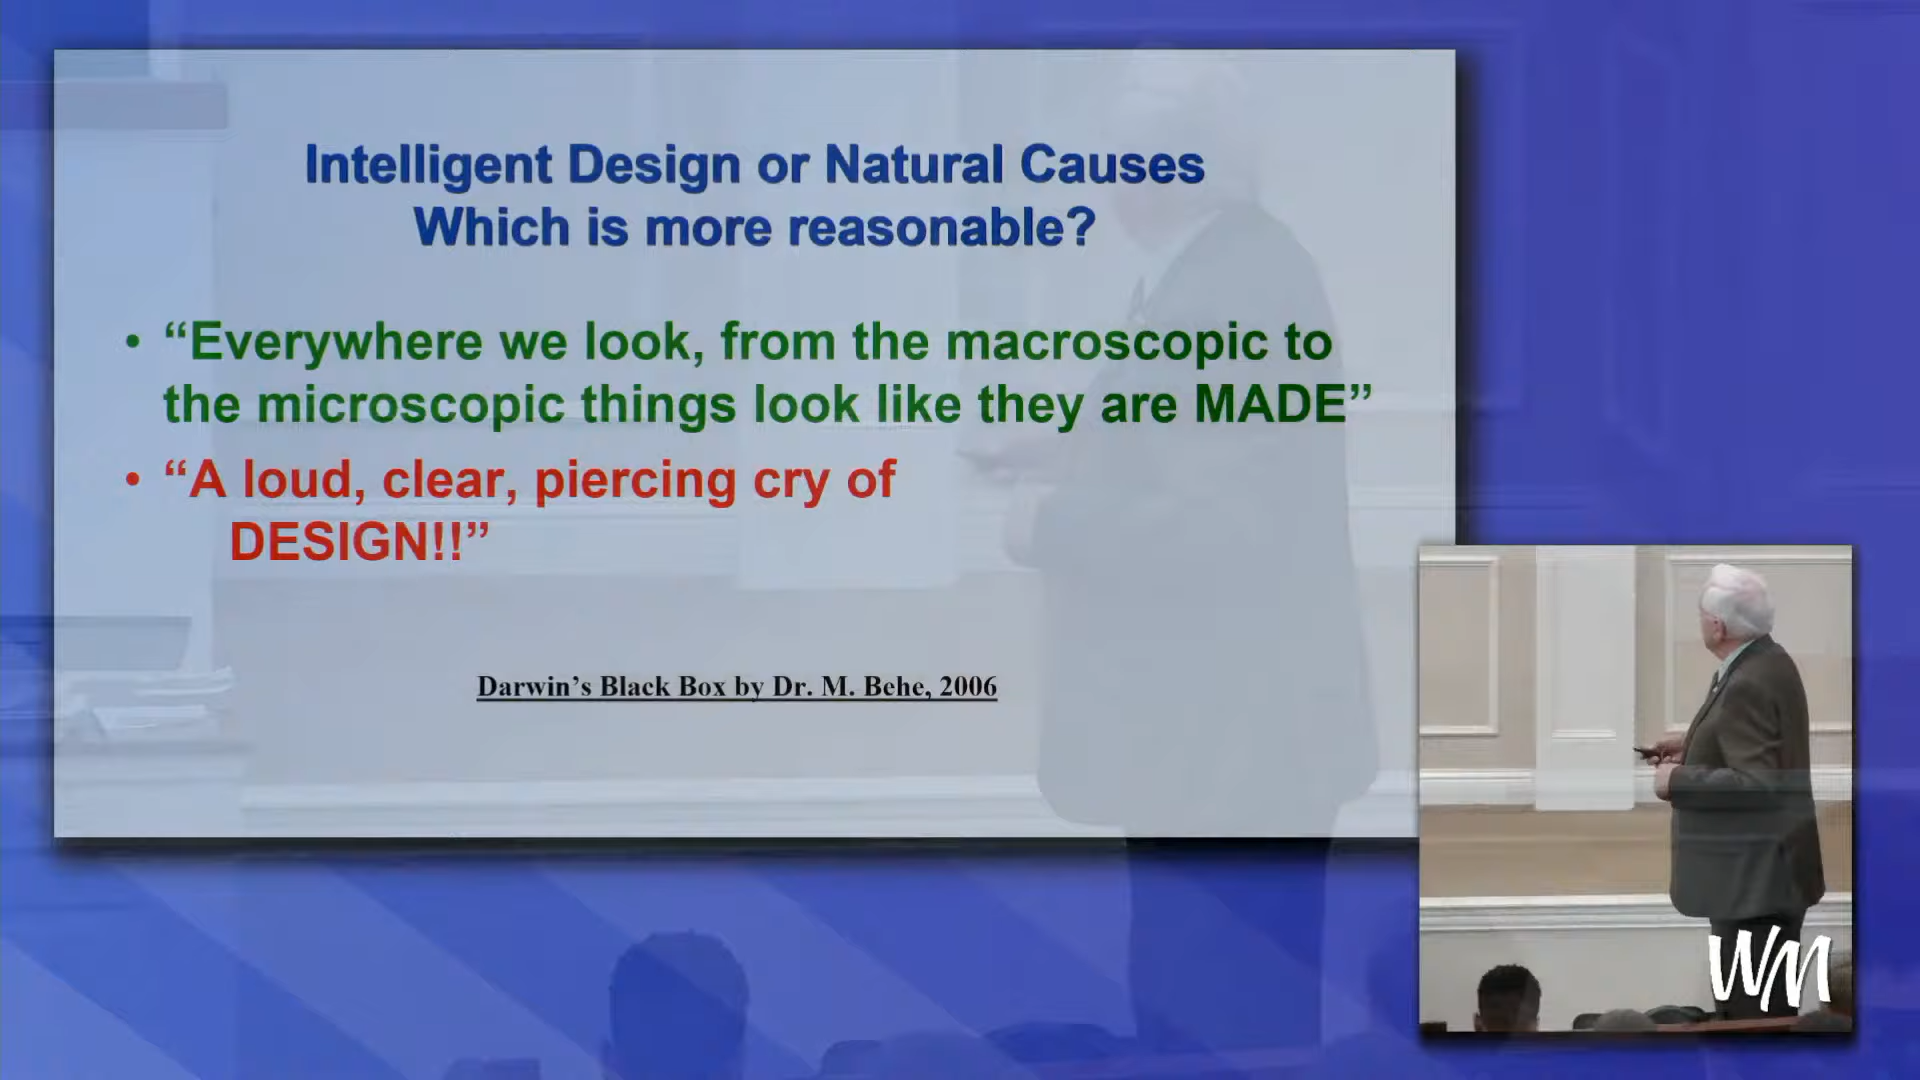 Intelligent Design or Natural Causes
Which is more reasonable?
• “Everywhere we look, from the macroscopic to
the microscopic things look like they are MADE”
• “A loud, clear, piercing cry of
DESIGN!!”
Darwin’s Black Box by Dr. M. Behe, 2006
WM